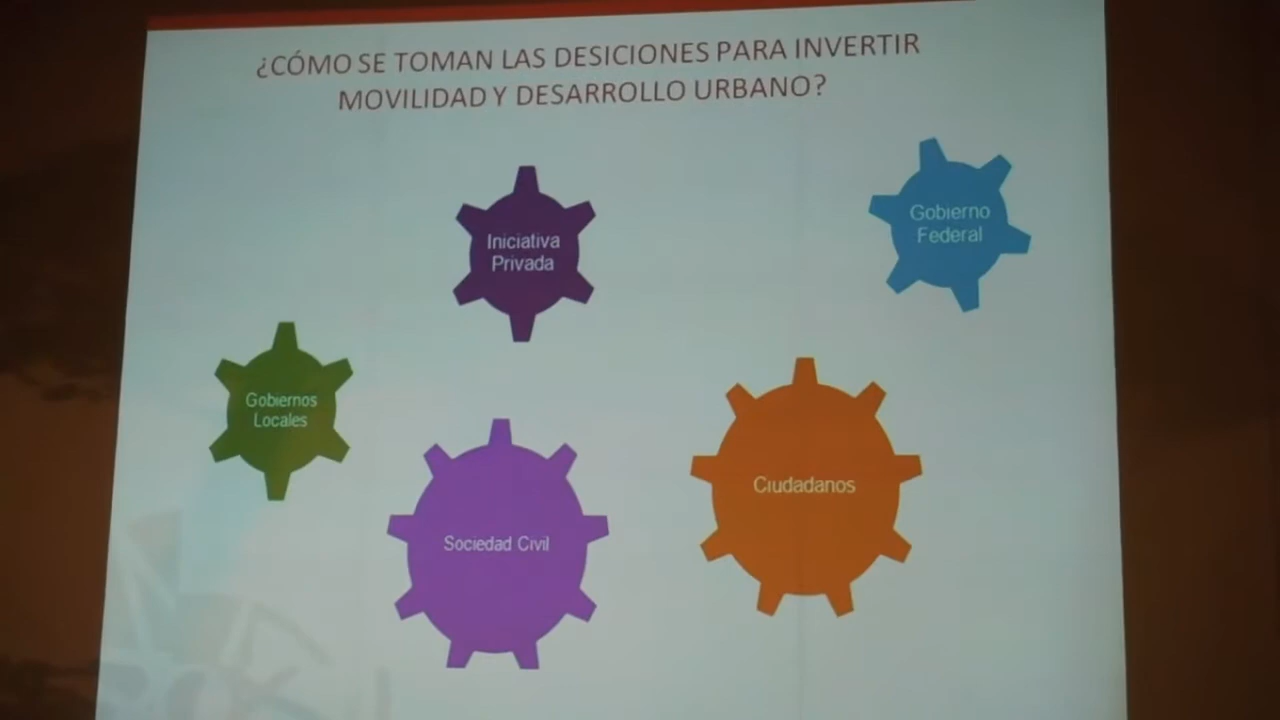 ¿CÓMO SE TOMAN LAS DESICIONES PARA INVERTIR
MOVILIDAD Y DESARROLLO URBANO?
Iniciativa
Privada
Gobierno
Federal
Gobiernos
Locales
Sociedad Civil
Ciudadanos